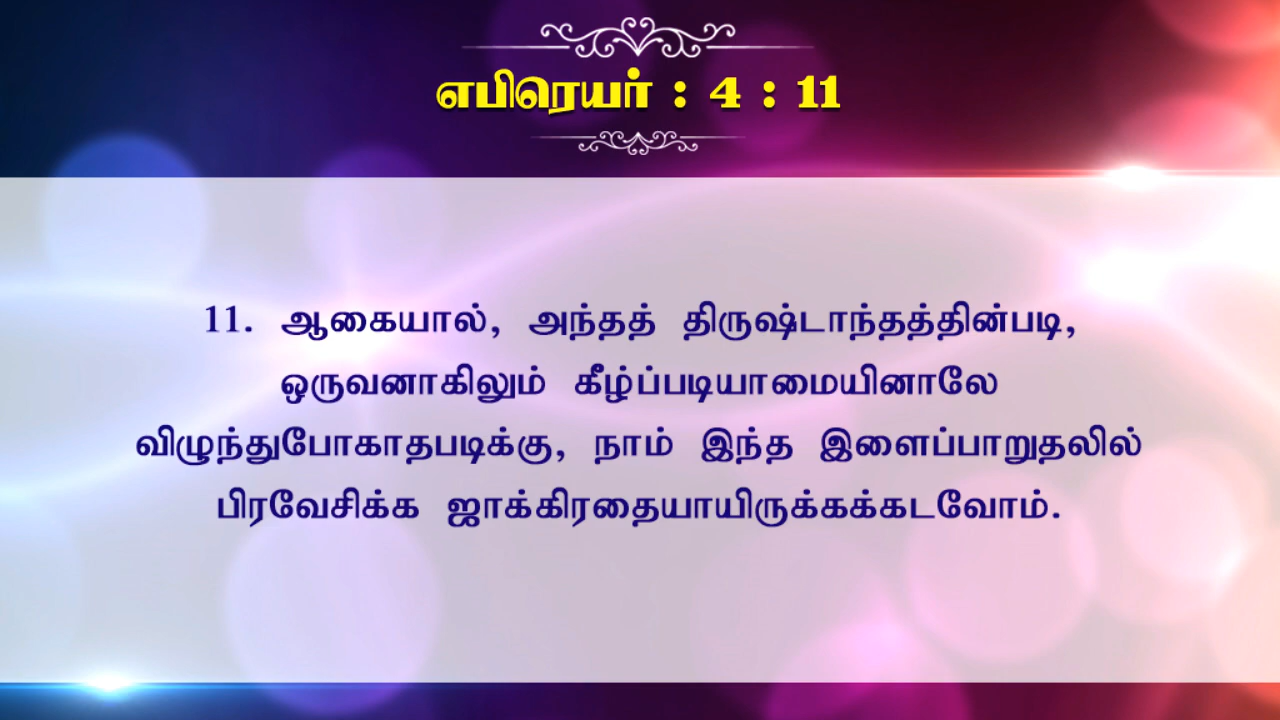 எபிரெயர் : 4 : 11
11. ஆகையால், அந்தத் திருஷ்டாந்தத்தின்படி,
ஒருவனாகிலும் கீழ்ப்படியாமையினாலே
விழுந்துபோகாதபடிக்கு, நாம் இந்த இளைப்பாறுதலில்
பிரவேசிக்க ஜாக்கிரதையாயிருக்கக்கடவோம்.